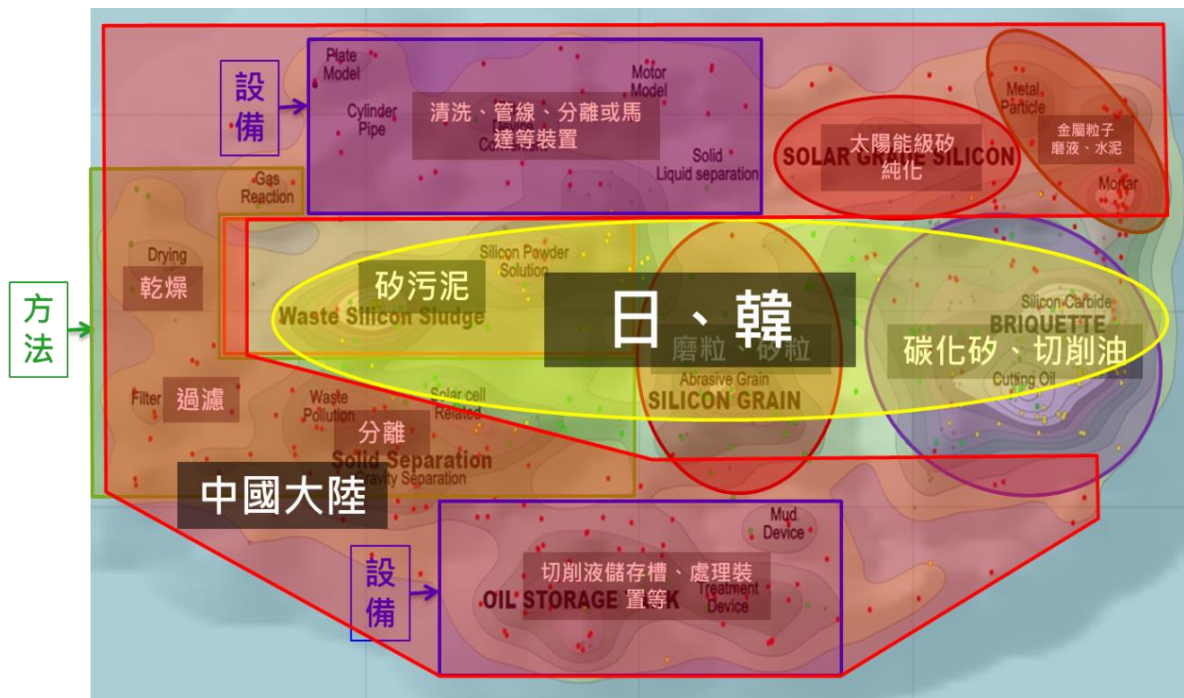 Plate
Model
設
備
Cylinder
Pipe
Motor
Model
清洗、管線、分離或馬
達等裝置
Solid
Liquid separation
Metal
Particle
太陽能級矽
SOLAR GRADE SILICON
純化
金屬粒子
磨液、水泥
Mortar
Gas
Reaction
Drying
乾燥
方
法
Silicon Powder
Solution
矽污泥
Waste Silicon Sludge
日、韓
磨粒、矽粒
Abrasive Grain
SILICON GRAIN
Silicon Carbide
BRIQUETTE
碳化矽、切削油
Cutting Oil
Filter
過濾
Waste
Pollution
Solar cell
Related
分離
Solid Separation
Gravity Separation
中國大陸
設
備
Mud
Device
切削液儲存槽、處理裝
置等
OIL STORAGE
Treatment
Device